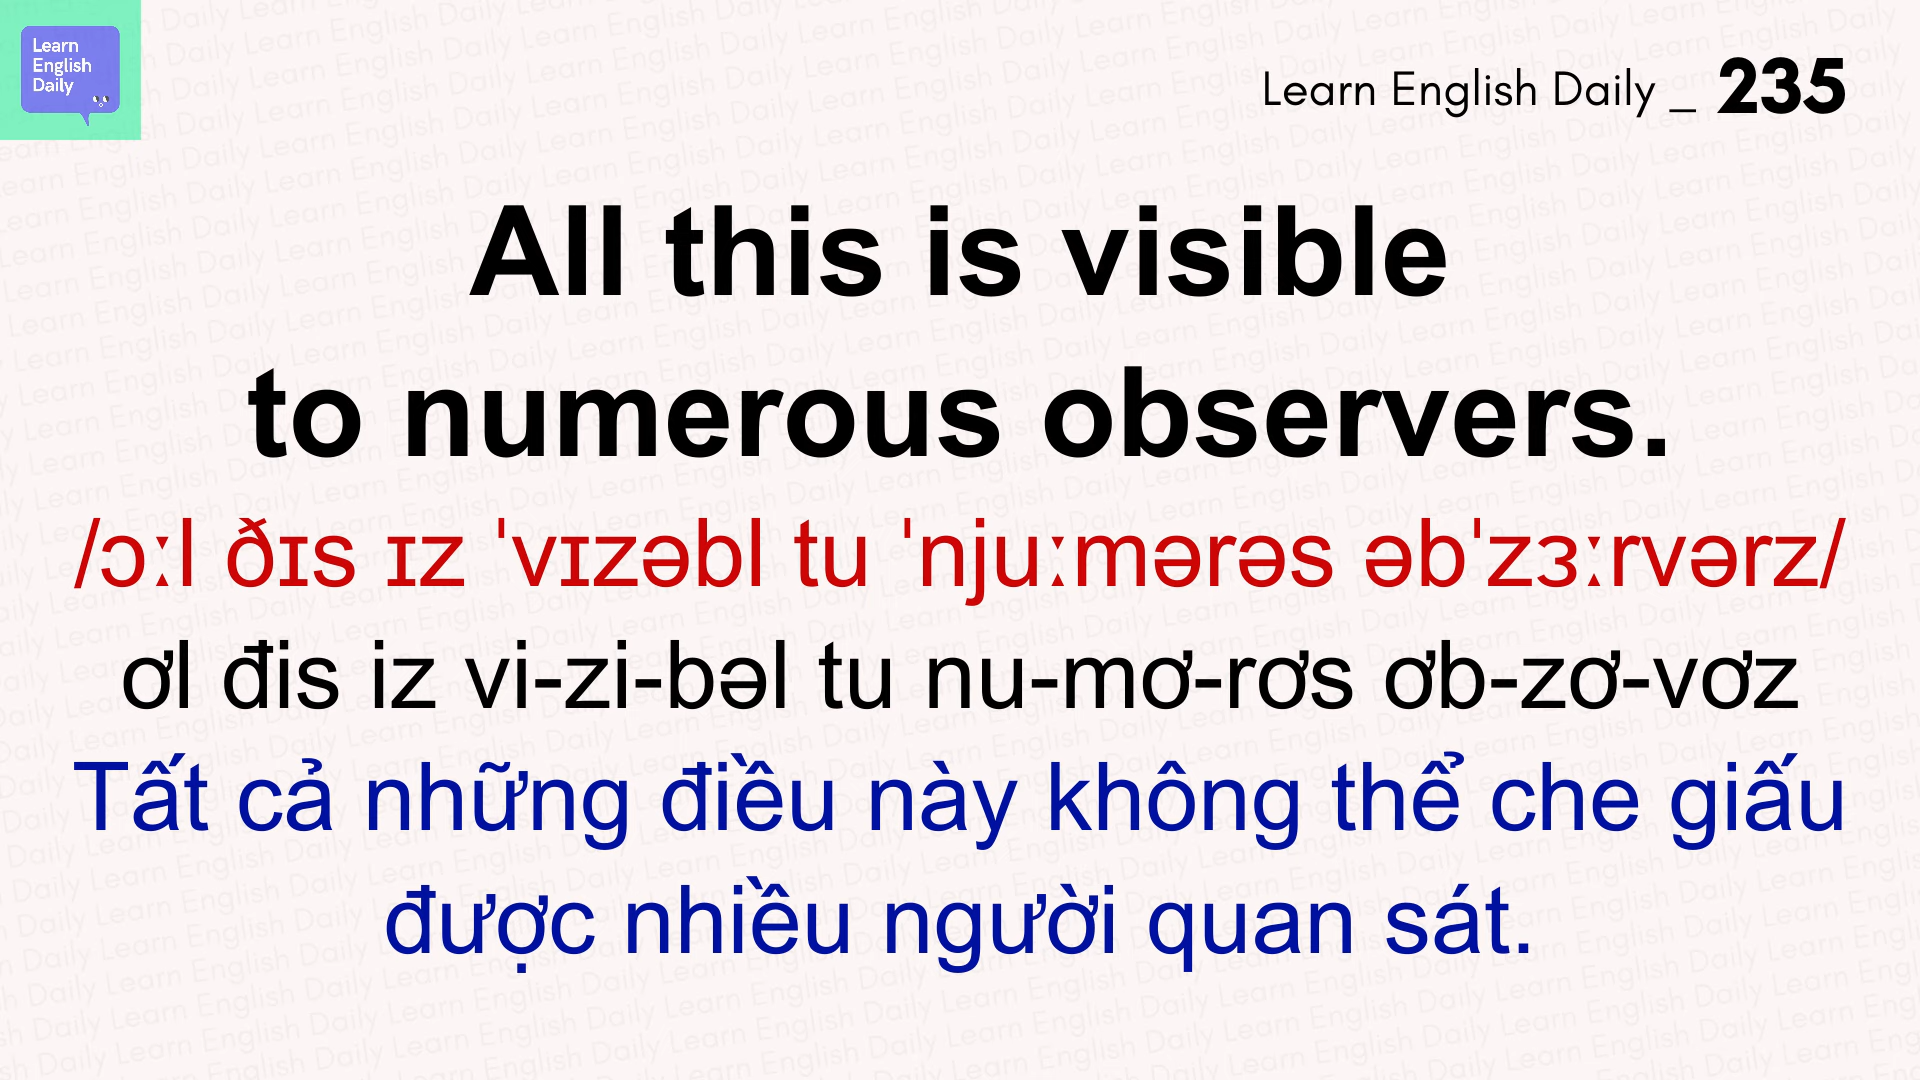 Learn
English
Daily
Learn English Daily _ 235
All this is visible
to numerous observers.
/ɔːl ðɪs ɪz ˈvɪzəbl tu ˈnjuːmərəs əbˈzɜːrvərz/
ơl đis iz vi-zi-bəl tu nu-mơ-rơs ơb-zơ-vơz
Tất cả những điều này không thể che giấu
được nhiều người quan sát.